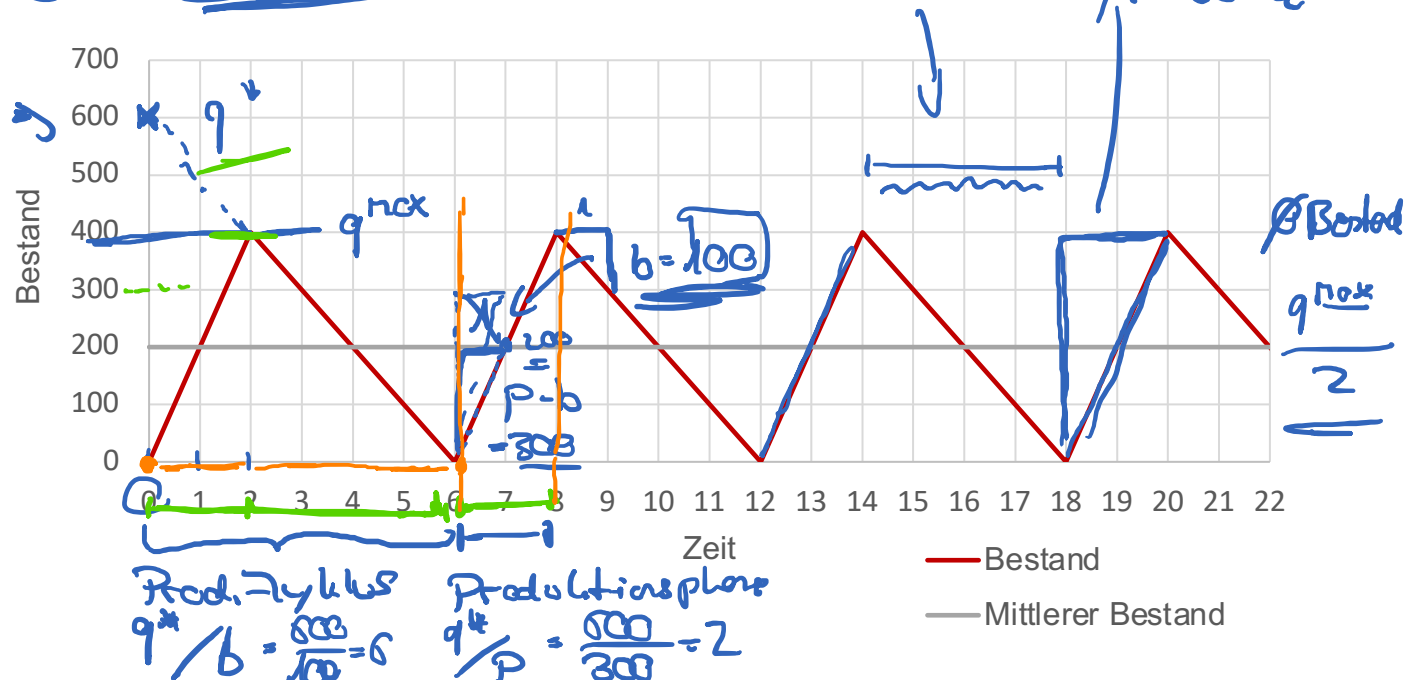 700
600
q
500
q max
400
b = 100
Ø Bestand
300
q max
200
200
=
2
p-b
100
= 300
0
Bestand
0 1 2 3 4 5 6 7 8 9 10 11 12 13 14 15 16 17 18 19 20 21 22
Zeit
Bestand
Mittlerer Bestand
Prod.-Zyklus
q*/b = 600/100 = 6
Produktionsphase
q*/p = 600/300 = 2